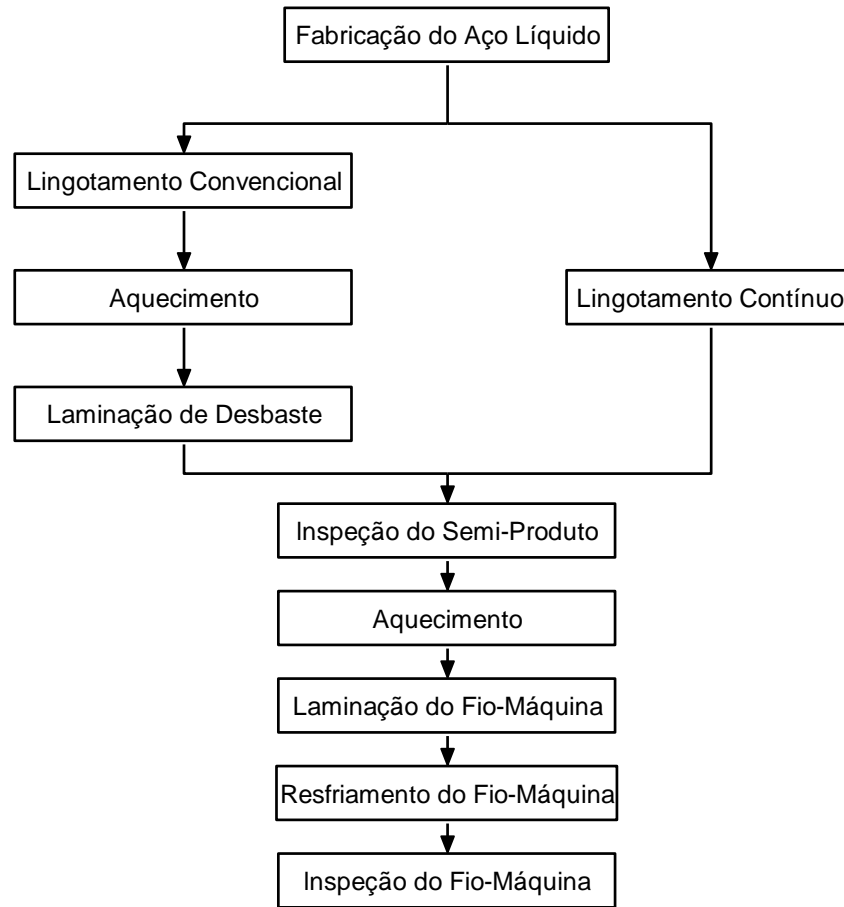 Fabricação do Aço Líquido
Lingotamento Convencional
Aquecimento
Lingotamento Contínuo
Laminação de Desbaste
Inspeção do Semi-Produto
Aquecimento
Laminação do Fio-Máquina
Resfriamento do Fio-Máquina
Inspeção do Fio-Máquina